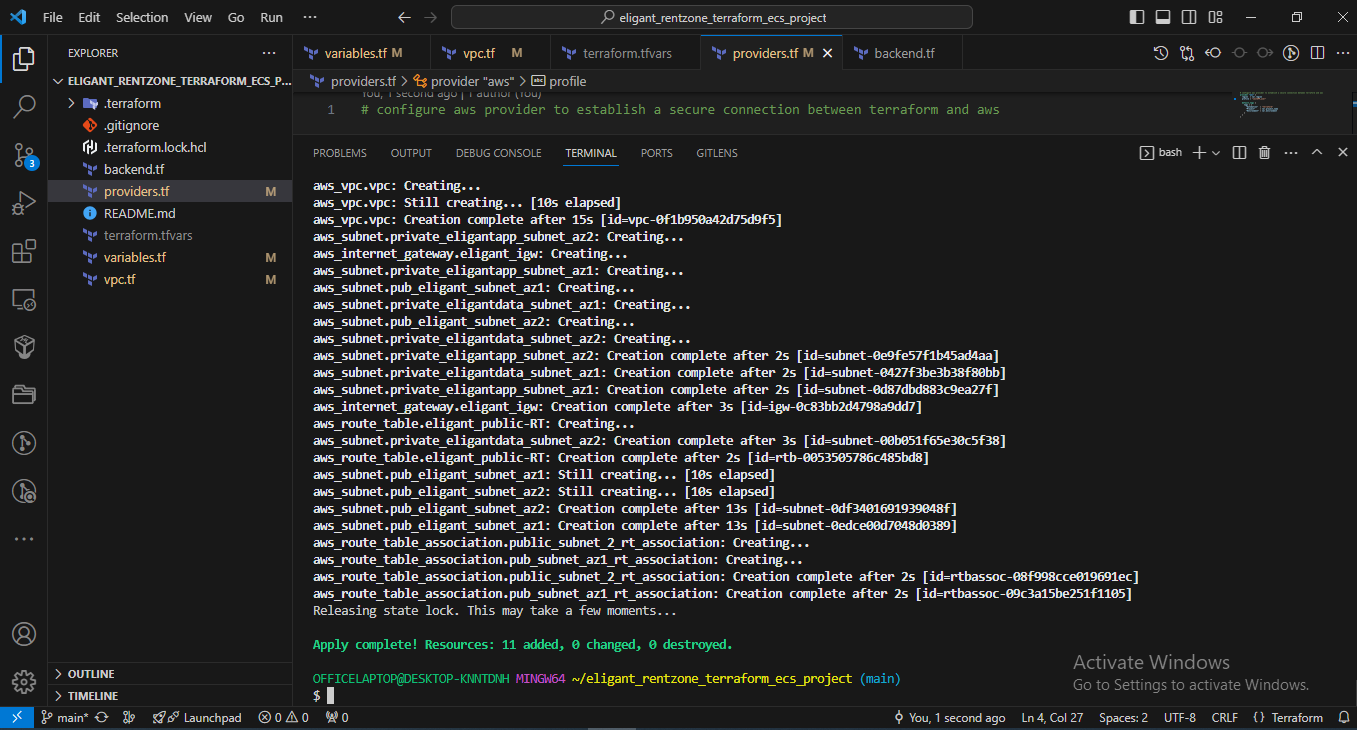 File Edit Selection View Go Run ··· eligant_rentzone_terraform_ecs_project
EXPLORER ···
ELIGANT_RENTZONE_TERRAFORM_ECS_P...
.terraform
.gitignore
.terraform.lock.hcl
backend.tf
providers.tf M
README.md
terraform.tfvars
variables.tf M
vpc.tf M
OUTLINE
TIMELINE
3
variables.tf M vpc.tf M terraform.tfvars providers.tf M backend.tf
providers.tf > provider "aws" > abc profile
You, 1 second ago | 1 author (You)
1 # configure aws provider to establish a secure connection between terraform and aws
PROBLEMS OUTPUT DEBUG CONSOLE TERMINAL PORTS GITLENS bash
aws_vpc.vpc: Creating...
aws_vpc.vpc: Still creating... [10s elapsed]
aws_vpc.vpc: Creation complete after 15s [id=vpc-0f1b950a42d75d9f5]
aws_subnet.private_eligantapp_subnet_az2: Creating...
aws_internet_gateway.eligant_igw: Creating...
aws_subnet.private_eligantapp_subnet_az1: Creating...
aws_subnet.pub_eligant_subnet_az1: Creating...
aws_subnet.private_eligantdata_subnet_az1: Creating...
aws_subnet.pub_eligant_subnet_az2: Creating...
aws_subnet.private_eligantdata_subnet_az2: Creating...
aws_subnet.private_eligantapp_subnet_az2: Creation complete after 2s [id=subnet-0e9fe57f1b45ad4aa]
aws_subnet.private_eligantdata_subnet_az1: Creation complete after 2s [id=subnet-0427f3be3b38f80bb]
aws_subnet.private_eligantapp_subnet_az1: Creation complete after 2s [id=subnet-0d87dbd883c9ea27f]
aws_internet_gateway.eligant_igw: Creation complete after 3s [id=igw-0c83bb2d4798a9dd7]
aws_route_table.eligant_public-RT: Creating...
aws_subnet.private_eligantdata_subnet_az2: Creation complete after 3s [id=subnet-00b051f65e30c5f38]
aws_route_table.eligant_public-RT: Creation complete after 2s [id=rtb-0053505786c485bd8]
aws_subnet.pub_eligant_subnet_az1: Still creating... [10s elapsed]
aws_subnet.pub_eligant_subnet_az2: Still creating... [10s elapsed]
aws_subnet.pub_eligant_subnet_az2: Creation complete after 13s [id=subnet-0df3401691939048f]
aws_subnet.pub_eligant_subnet_az1: Creation complete after 13s [id=subnet-0edce00d7048d0389]
aws_route_table_association.public_subnet_2_rt_association: Creating...
aws_route_table_association.pub_subnet_az1_rt_association: Creating...
aws_route_table_association.public_subnet_2_rt_association: Creation complete after 2s [id=rtbassoc-08f998cce019691ec]
aws_route_table_association.pub_subnet_az1_rt_association: Creation complete after 2s [id=rtbassoc-09c3a15be251f1105]
Releasing state lock. This may take a few moments...
Apply complete! Resources: 11 added, 0 changed, 0 destroyed.
OFFICELAPTOP@DESKTOP-KNNTDNH MINGW64 ~/eligant_rentzone_terraform_ecs_project (main)
$
Activate Windows
Go to Settings to activate Windows.
main* Launchpad 0 0 0 You, 1 second ago Ln 4, Col 27 Spaces: 2 UTF-8 CRLF {} Terraform